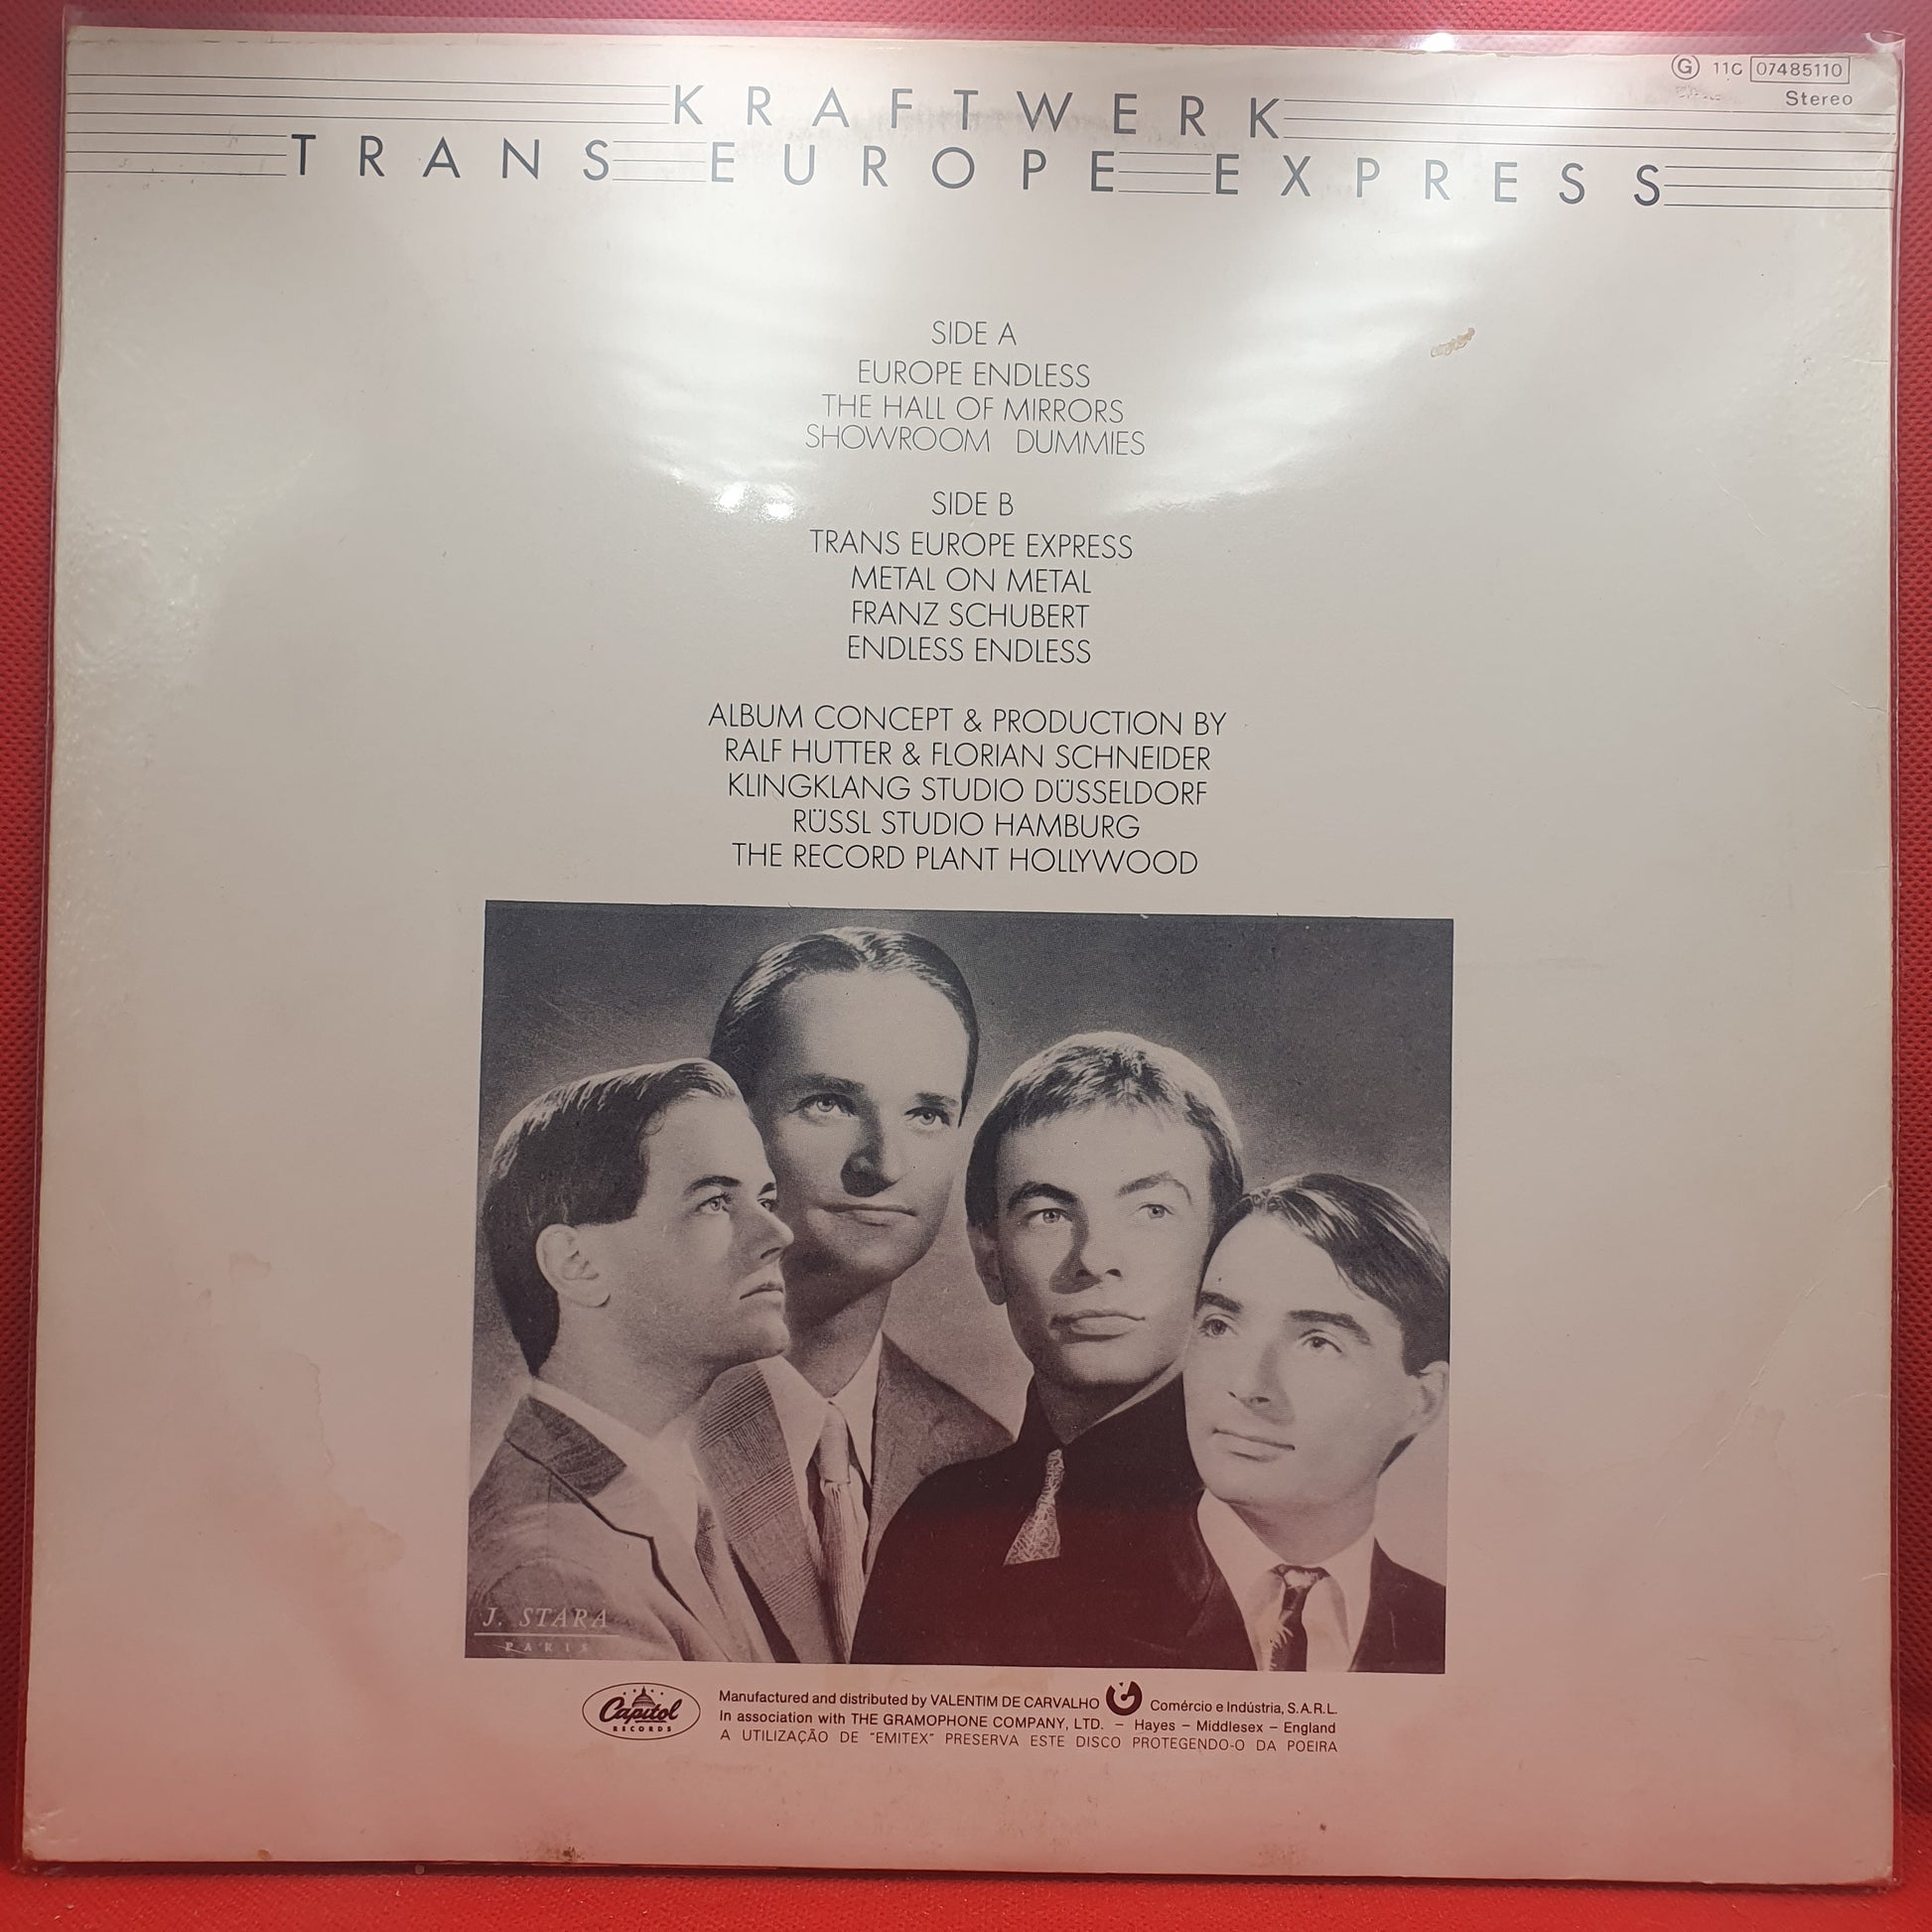 G 11C 07485110
Stereo
KRAFTWERK
TRANS EUROPE EXPRESS
SIDE A
EUROPE ENDLESS
THE HALL OF MIRRORS
SHOWROOM DUMMIES
SIDE B
TRANS EUROPE EXPRESS
METAL ON METAL
FRANZ SCHUBERT
ENDLESS ENDLESS
ALBUM CONCEPT & PRODUCTION BY
RALF HUTTER & FLORIAN SCHNEIDER
KLINGKLANG STUDIO DÜSSELDORF
RÜSSL STUDIO HAMBURG
THE RECORD PLANT HOLLYWOOD
J. STARA
PARIS
Capitol
RECORDS
Manufactured and distributed by VALENTIM DE CARVALHO Comércio e Indústria, S.A.R.L.
In association with THE GRAMOPHONE COMPANY, LTD. – Hayes – Middlesex – England
A UTILIZAÇÃO DE "EMITEX" PRESERVA ESTE DISCO PROTEGENDO-O DA POEIRA